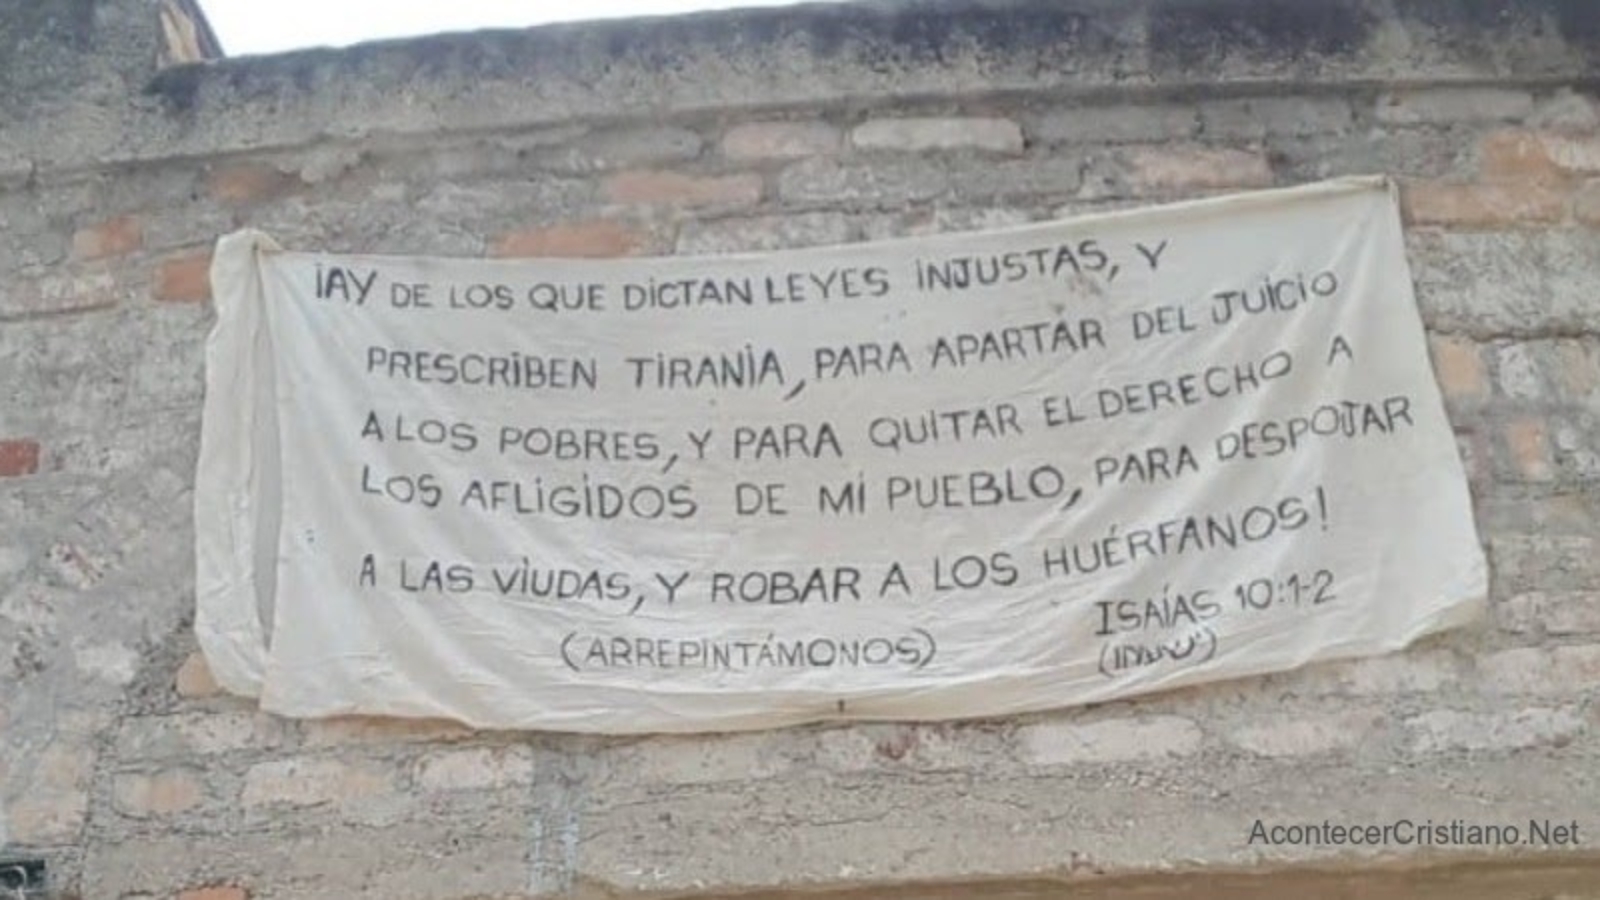 ¡AY DE LOS QUE DICTAN LEYES INJUSTAS, Y
PRESCRIBEN TIRANIA, PARA APARTAR DEL JUICIO
A LOS POBRES, Y PARA QUITAR EL DERECHO A
LOS AFLIGIDOS DE MI PUEBLO, PARA DESPOJAR
A LAS VIUDAS, Y ROBAR A LOS HUÉRFANOS!
ISAÍAS 10:1-2
(ARREPINTÁMONOS)
AcontecerCristiano.Net